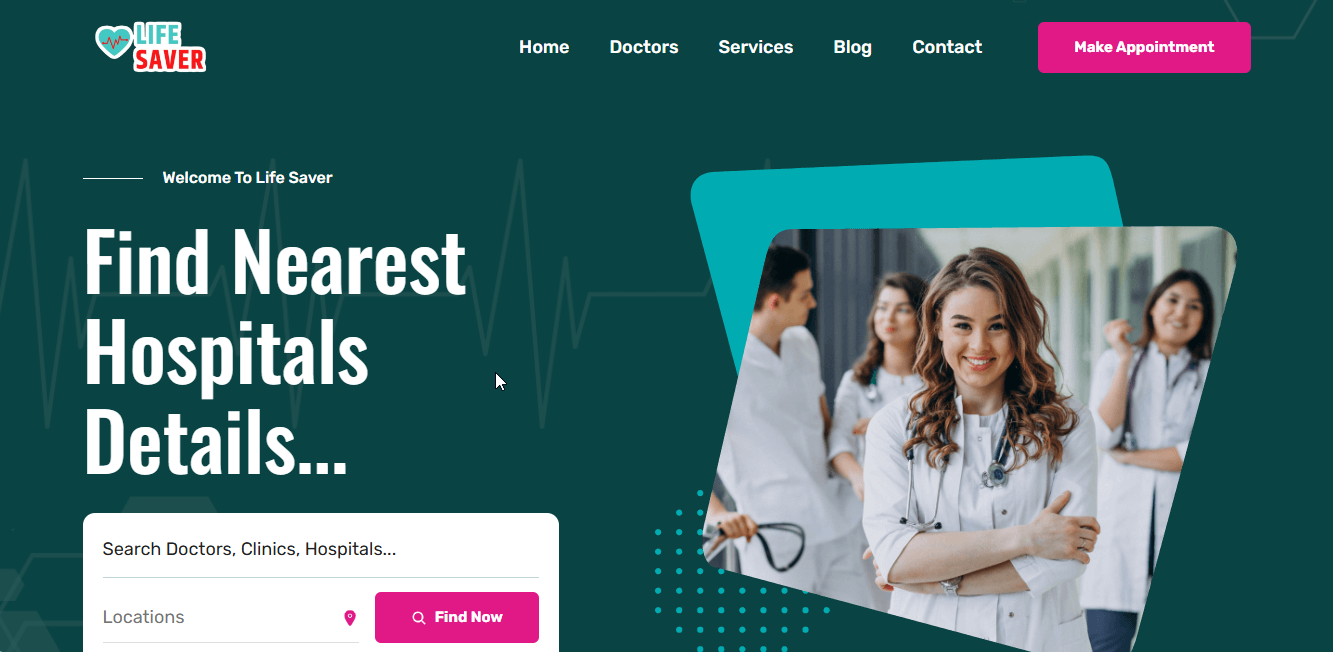 LIFE
SAVER
Home Doctors Services Blog Contact Make Appointment
Welcome To Life Saver
Find Nearest
Hospitals
Details...
Search Doctors, Clinics, Hospitals...
Locations Find Now